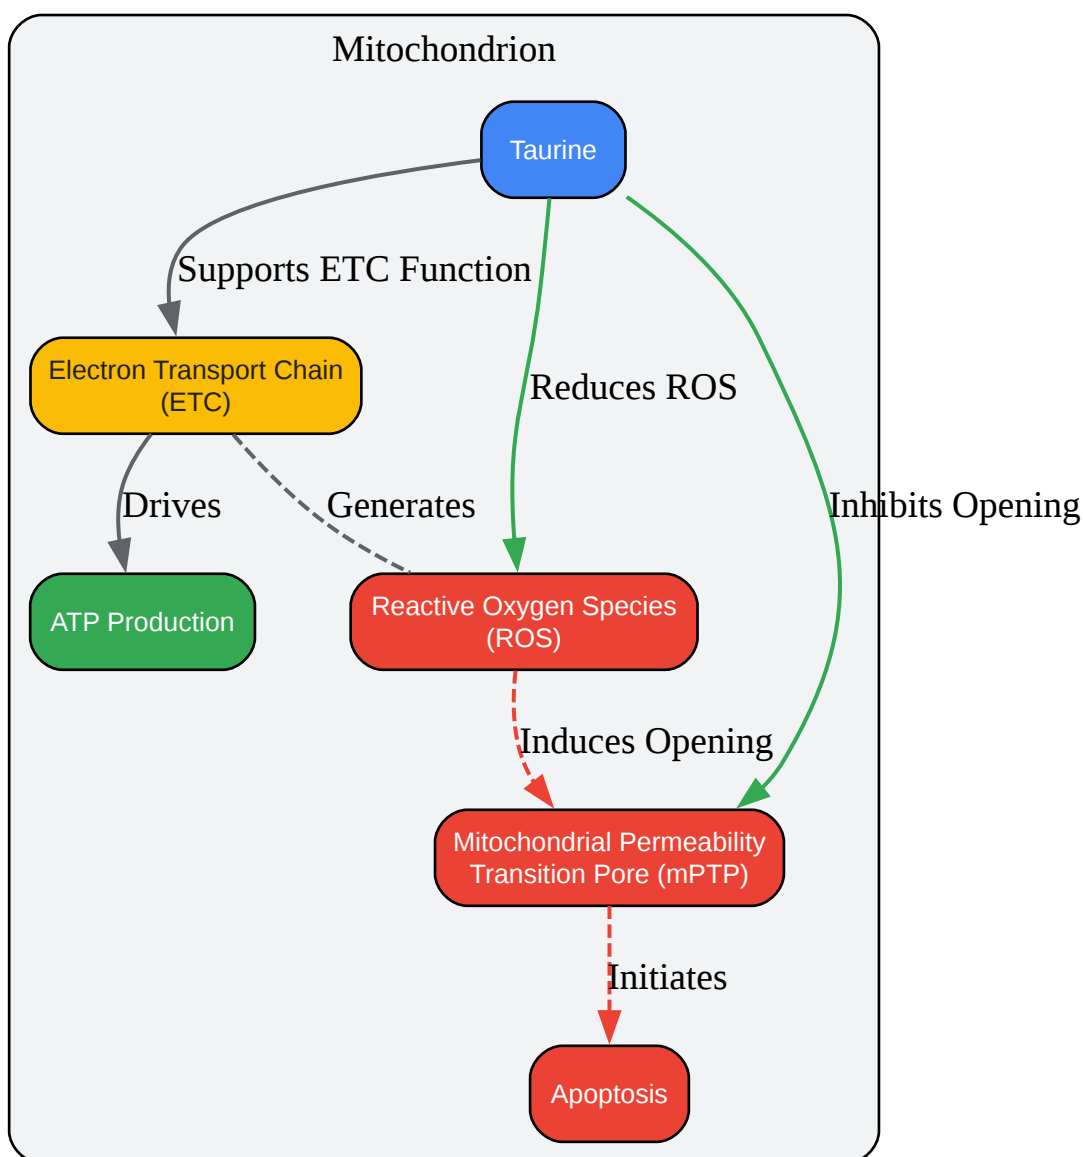 Mitochondrion
Taurine
Supports ETC Function
Electron Transport Chain
(ETC)
Reduces ROS
Drives
Generates
Inhibits Opening
ATP Production
Reactive Oxygen Species
(ROS)
Induces Opening
Mitochondrial Permeability
Transition Pore (mPTP)
Initiates
Apoptosis